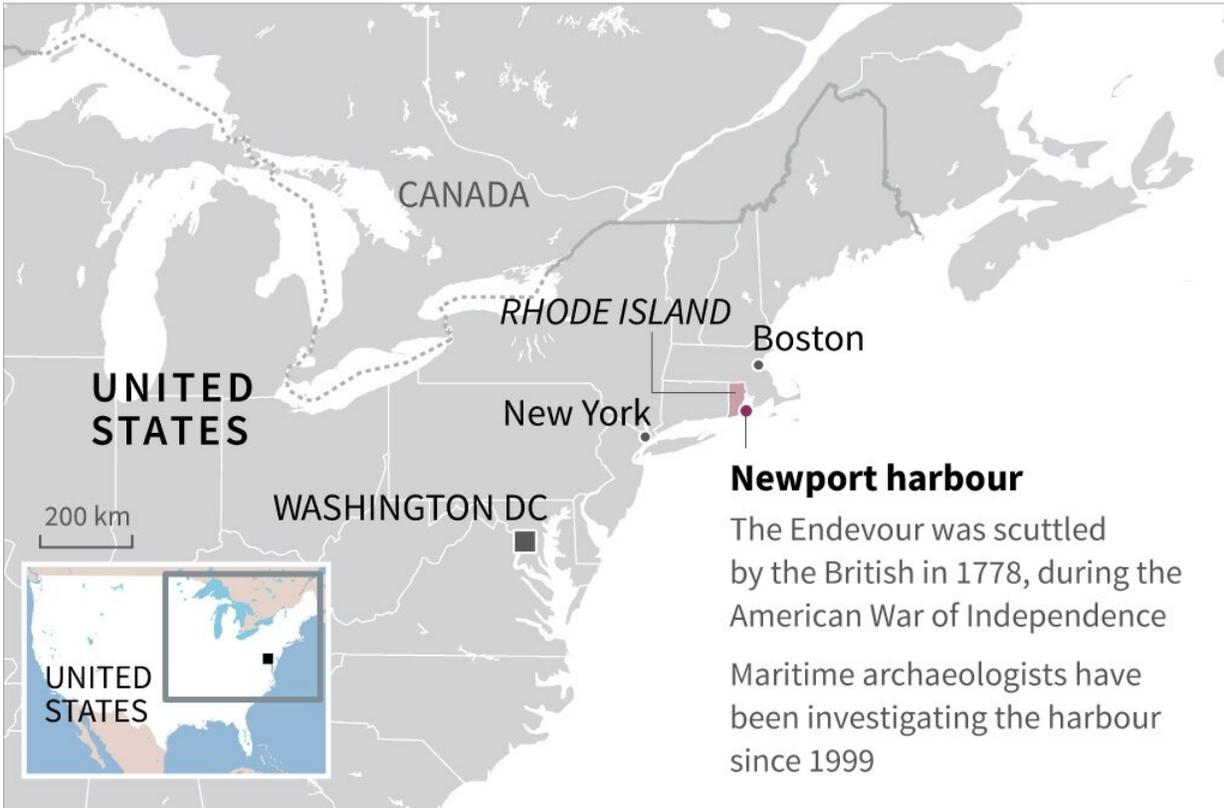 CANADA
RHODE ISLAND
Boston
UNITED
STATES
New York
Newport harbour
WASHINGTON DC
The Endevour was scuttled
by the British in 1778, during the
American War of Independence
Maritime archaeologists have
been investigating the harbour
since 1999
200 km
UNITED
STATES